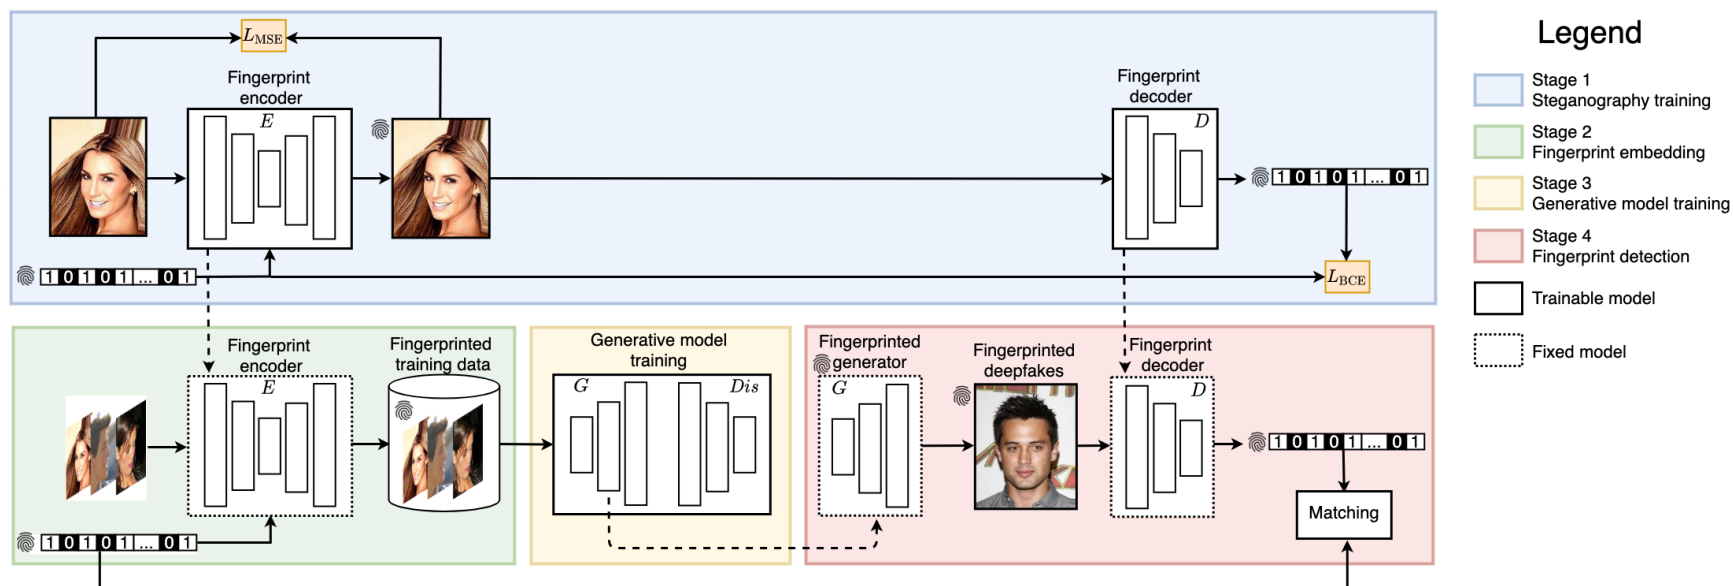 L_MSE
Fingerprint
encoder
E
Fingerprint
decoder
D
1 0 1 0 1 ... 0 1
1 0 1 0 1 ... 0 1
L_BCE
Fingerprint
encoder
E
Fingerprinted
training data
1 0 1 0 1 ... 0 1
Generative model
training
G
Dis
Fingerprinted
generator
G
Fingerprinted
deepfakes
Fingerprint
decoder
D
1 0 1 0 1 ... 0 1
Matching
Legend
Stage 1
Steganography training
Stage 2
Fingerprint embedding
Stage 3
Generative model training
Stage 4
Fingerprint detection
Trainable model
Fixed model